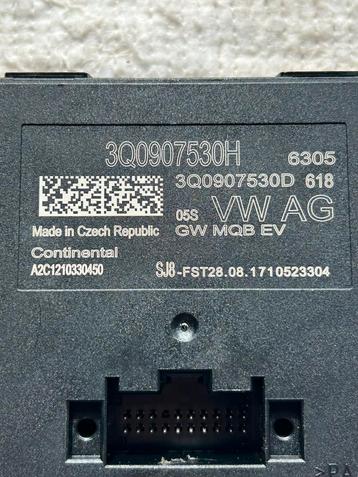 3Q0907530H 6305
3Q0907530D 618
05S VW AG
Made in Czech Republic GW MQB EV
Continental
A2C1210330450 SJ8-FST28.08.1710523304
>PA